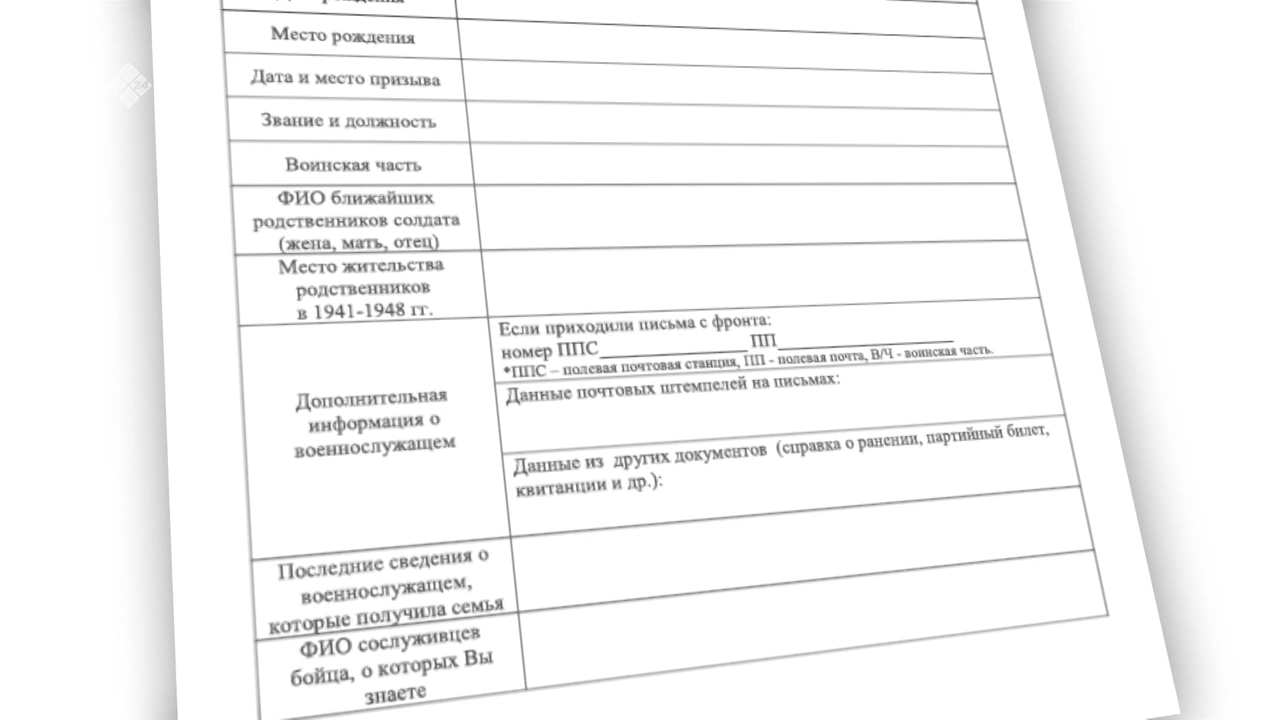 Место рождения
Дата и место призыва
Звание и должность
Воинская часть
ФИО ближайших
родственников солдата
(жена, мать, отец)
Место жительства
родственников
в 1941-1948 гг.
Дополнительная
информация о
военнослужащем
Если приходили письма с фронта:
номер ППС_______________ ПП_________________
*ППС – полевая почтовая станция, ПП - полевая почта, В/Ч - воинская часть.
Данные почтовых штемпелей на письмах:
Данные из других документов (справка о ранении, партийный билет,
квитанции и др.):
Последние сведения о
военнослужащем,
которые получила семья
ФИО сослуживцев
бойца, о которых Вы
знаете
24